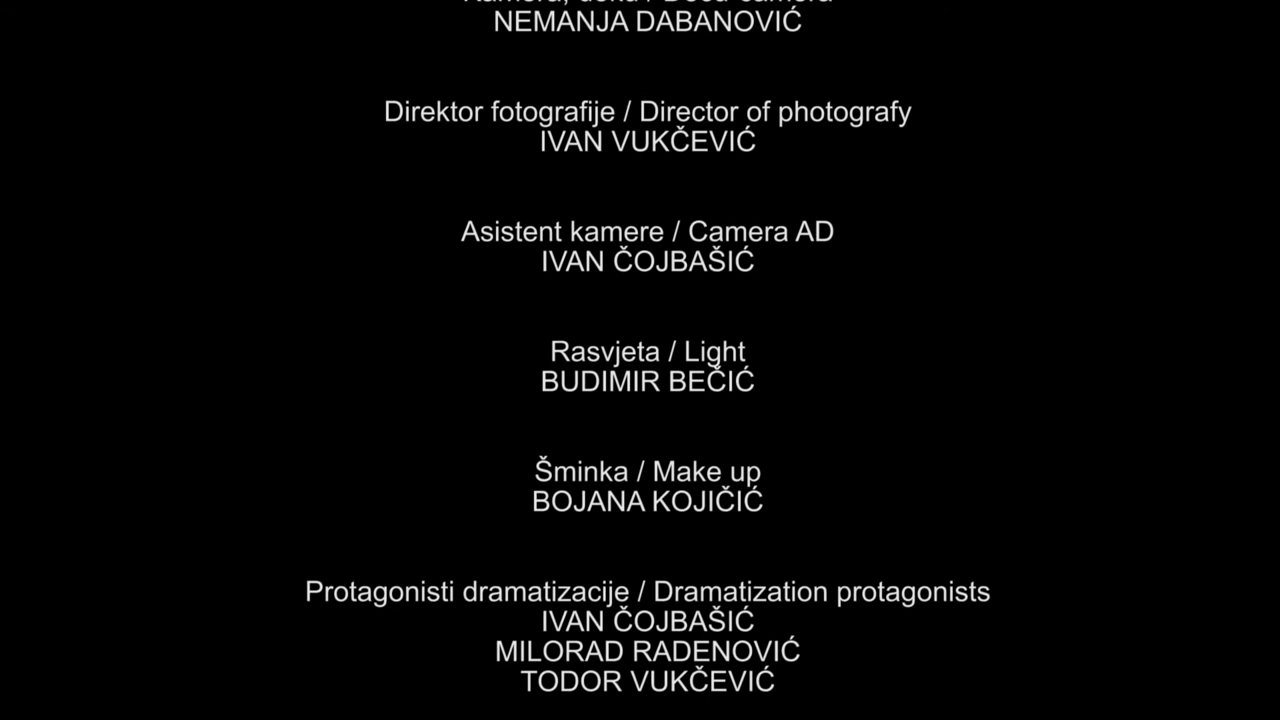 NEMANJA DABANOVIĆ
Direktor fotografije / Director of photografy
IVAN VUKČEVIĆ
Asistent kamere / Camera AD
IVAN ČOJBAŠIĆ
Rasvjeta / Light
BUDIMIR BEČIĆ
Šminka / Make up
BOJANA KOJIČIĆ
Protagonisti dramatizacije / Dramatization protagonists
IVAN ČOJBAŠIĆ
MILORAD RADENOVIĆ
TODOR VUKČEVIĆ